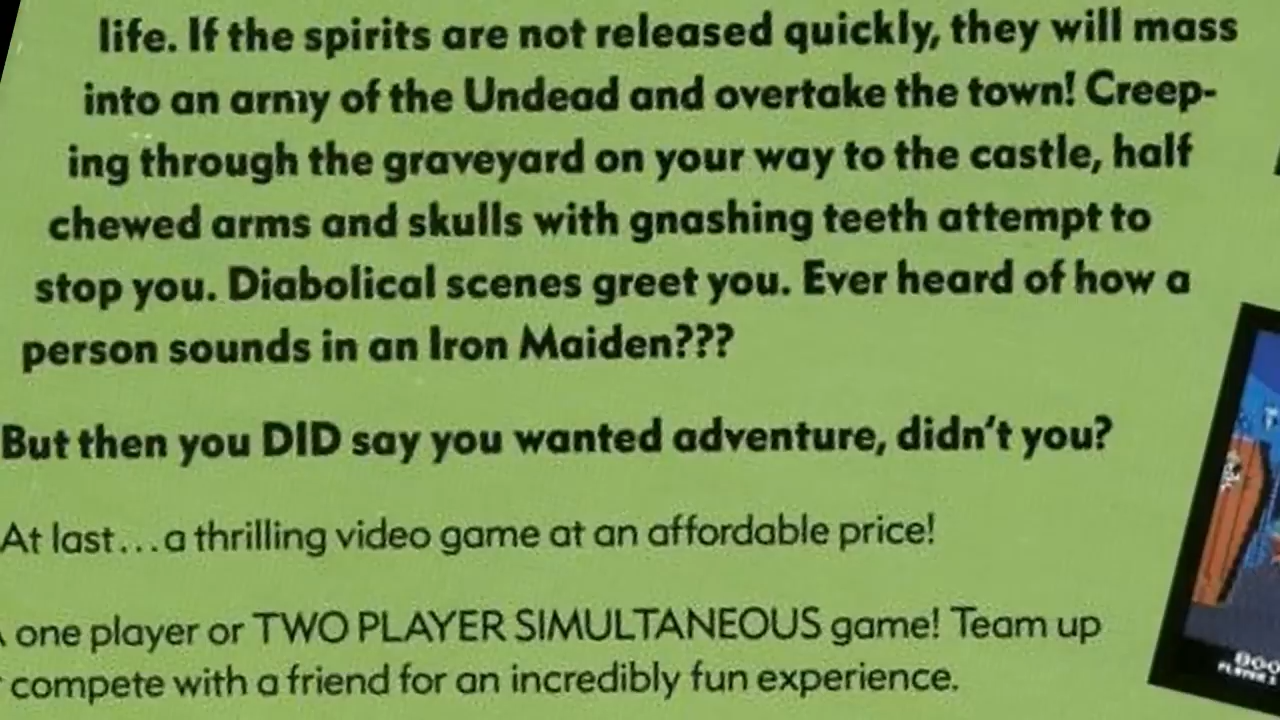 life. If the spirits are not released quickly, they will mass
into an army of the Undead and overtake the town! Creep-
ing through the graveyard on your way to the castle, half
chewed arms and skulls with gnashing teeth attempt to
stop you. Diabolical scenes greet you. Ever heard of how a
person sounds in an Iron Maiden???
But then you DID say you wanted adventure, didn't you?
At last...a thrilling video game at an affordable price!
one player or TWO PLAYER SIMULTANEOUS game! Team up
compete with a friend for an incredibly fun experience.